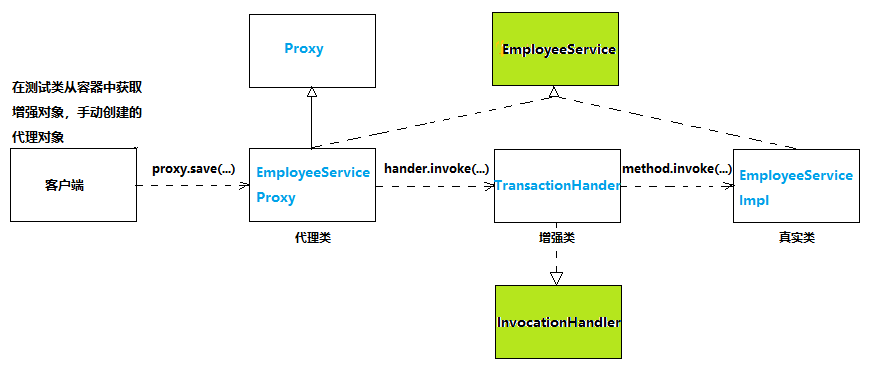 Proxy
EmployeeService
在测试类从容器中获取
增强对象，手动创建的
代理对象
客户端
proxy.save(...)
EmployeeService
Proxy
hander.invoke(...)
TransactionHander
method.invoke(...)
EmployeeService
Impl
代理类
增强类
真实类
InvocationHandler